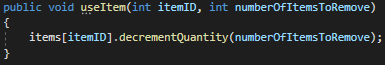 public void useItem(int itemID, int numberOfItemsToRemove)
{
    items[itemID].decrementQuantity(numberOfItemsToRemove);
}